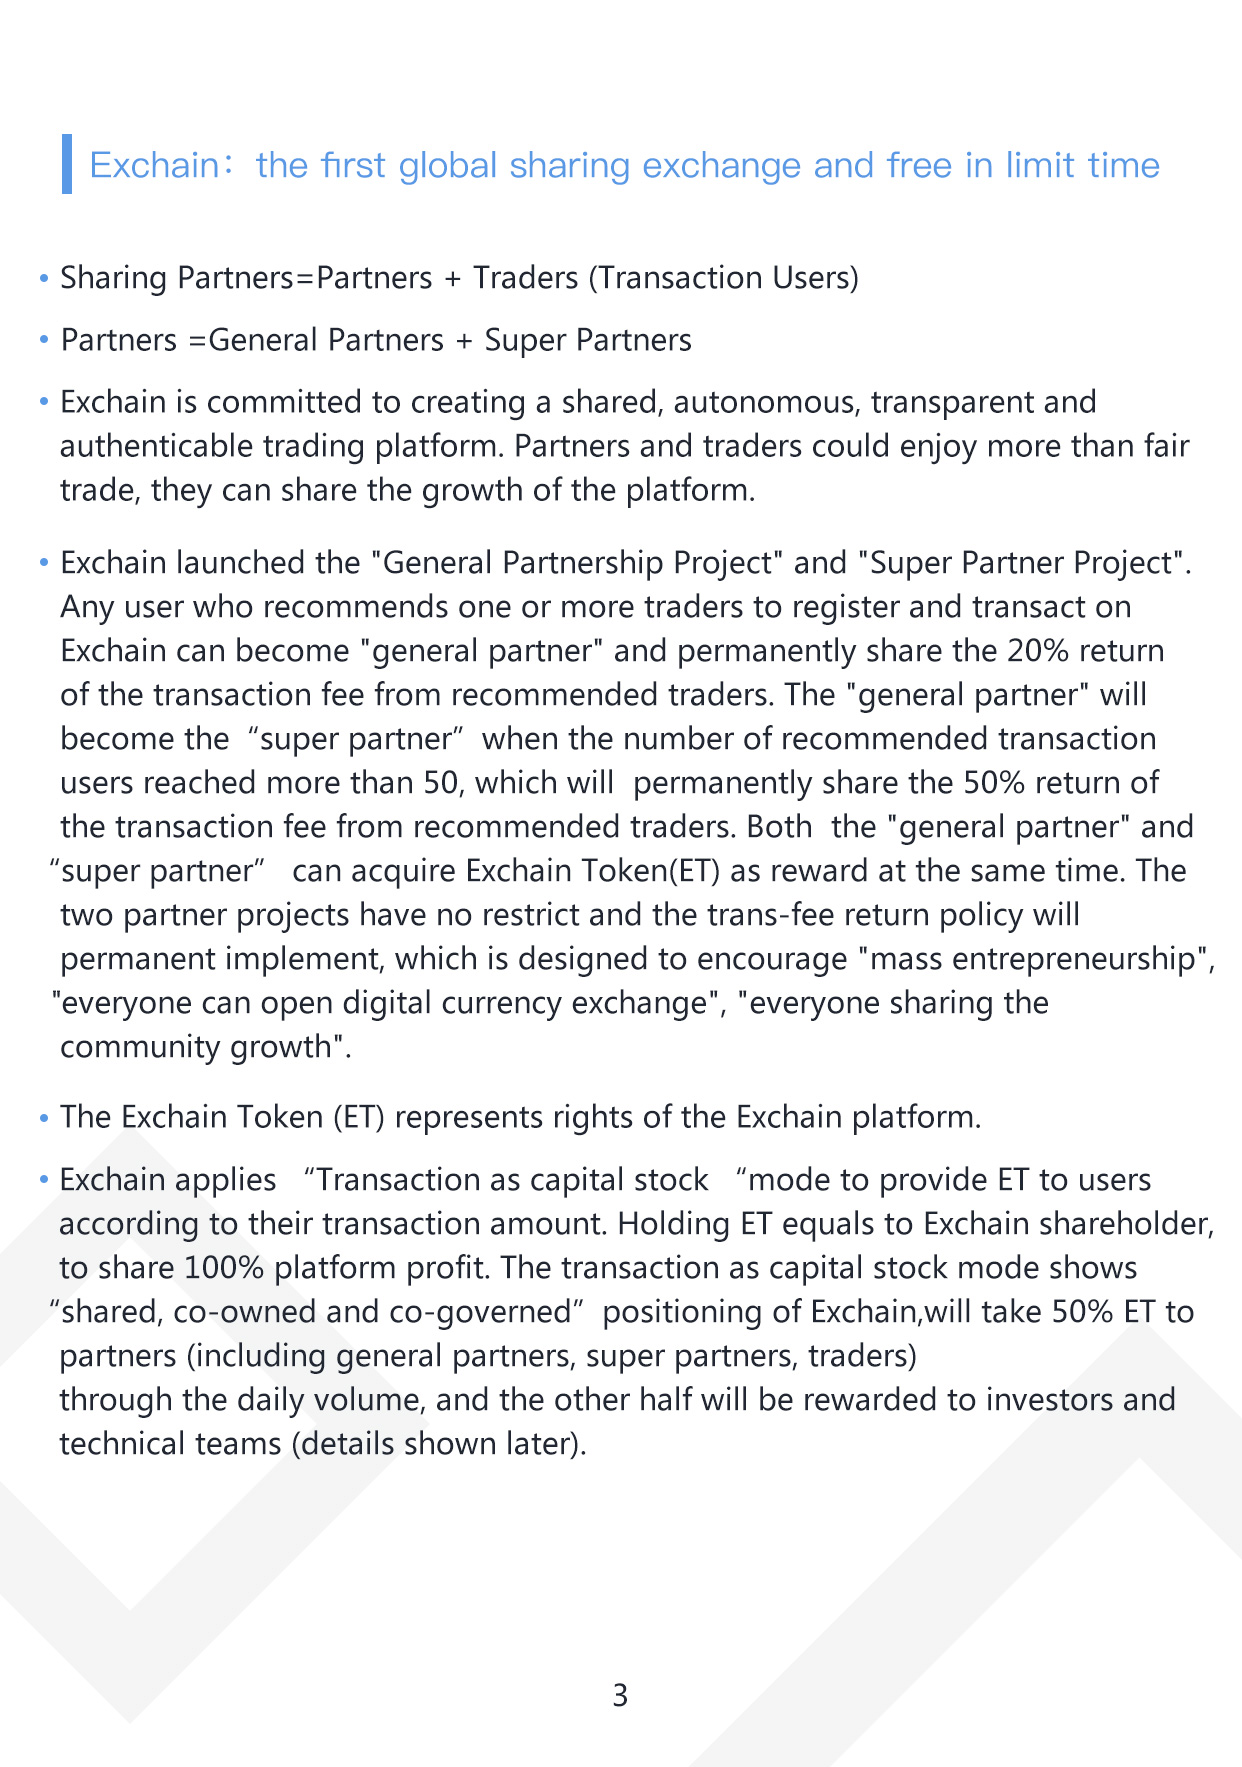 Exchain：the first global sharing exchange and free in limit time
• Sharing Partners=Partners + Traders (Transaction Users)
• Partners =General Partners + Super Partners
• Exchain is committed to creating a shared, autonomous, transparent and
authenticable trading platform. Partners and traders could enjoy more than fair
trade, they can share the growth of the platform.
• Exchain launched the "General Partnership Project" and "Super Partner Project".
Any user who recommends one or more traders to register and transact on
Exchain can become "general partner" and permanently share the 20% return
of the transaction fee from recommended traders. The "general partner" will
become the “super partner” when the number of recommended transaction
users reached more than 50, which will permanently share the 50% return of
the transaction fee from recommended traders. Both the "general partner" and
“super partner” can acquire Exchain Token(ET) as reward at the same time. The
two partner projects have no restrict and the trans-fee return policy will
permanent implement, which is designed to encourage "mass entrepreneurship",
"everyone can open digital currency exchange", "everyone sharing the
community growth".
• The Exchain Token (ET) represents rights of the Exchain platform.
• Exchain applies “Transaction as capital stock “mode to provide ET to users
according to their transaction amount. Holding ET equals to Exchain shareholder,
to share 100% platform profit. The transaction as capital stock mode shows
“shared, co-owned and co-governed” positioning of Exchain,will take 50% ET to
partners (including general partners, super partners, traders)
through the daily volume, and the other half will be rewarded to investors and
technical teams (details shown later).
3